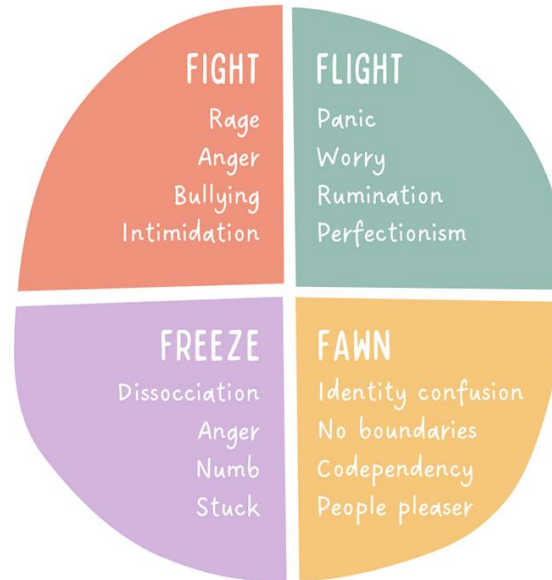 FIGHT
Rage
Anger
Bullying
Intimidation
FLIGHT
Panic
Worry
Rumination
Perfectionism
FREEZE
Dissocciation
Anger
Numb
Stuck
FAWN
Identity confusion
No boundaries
Codependency
People pleaser